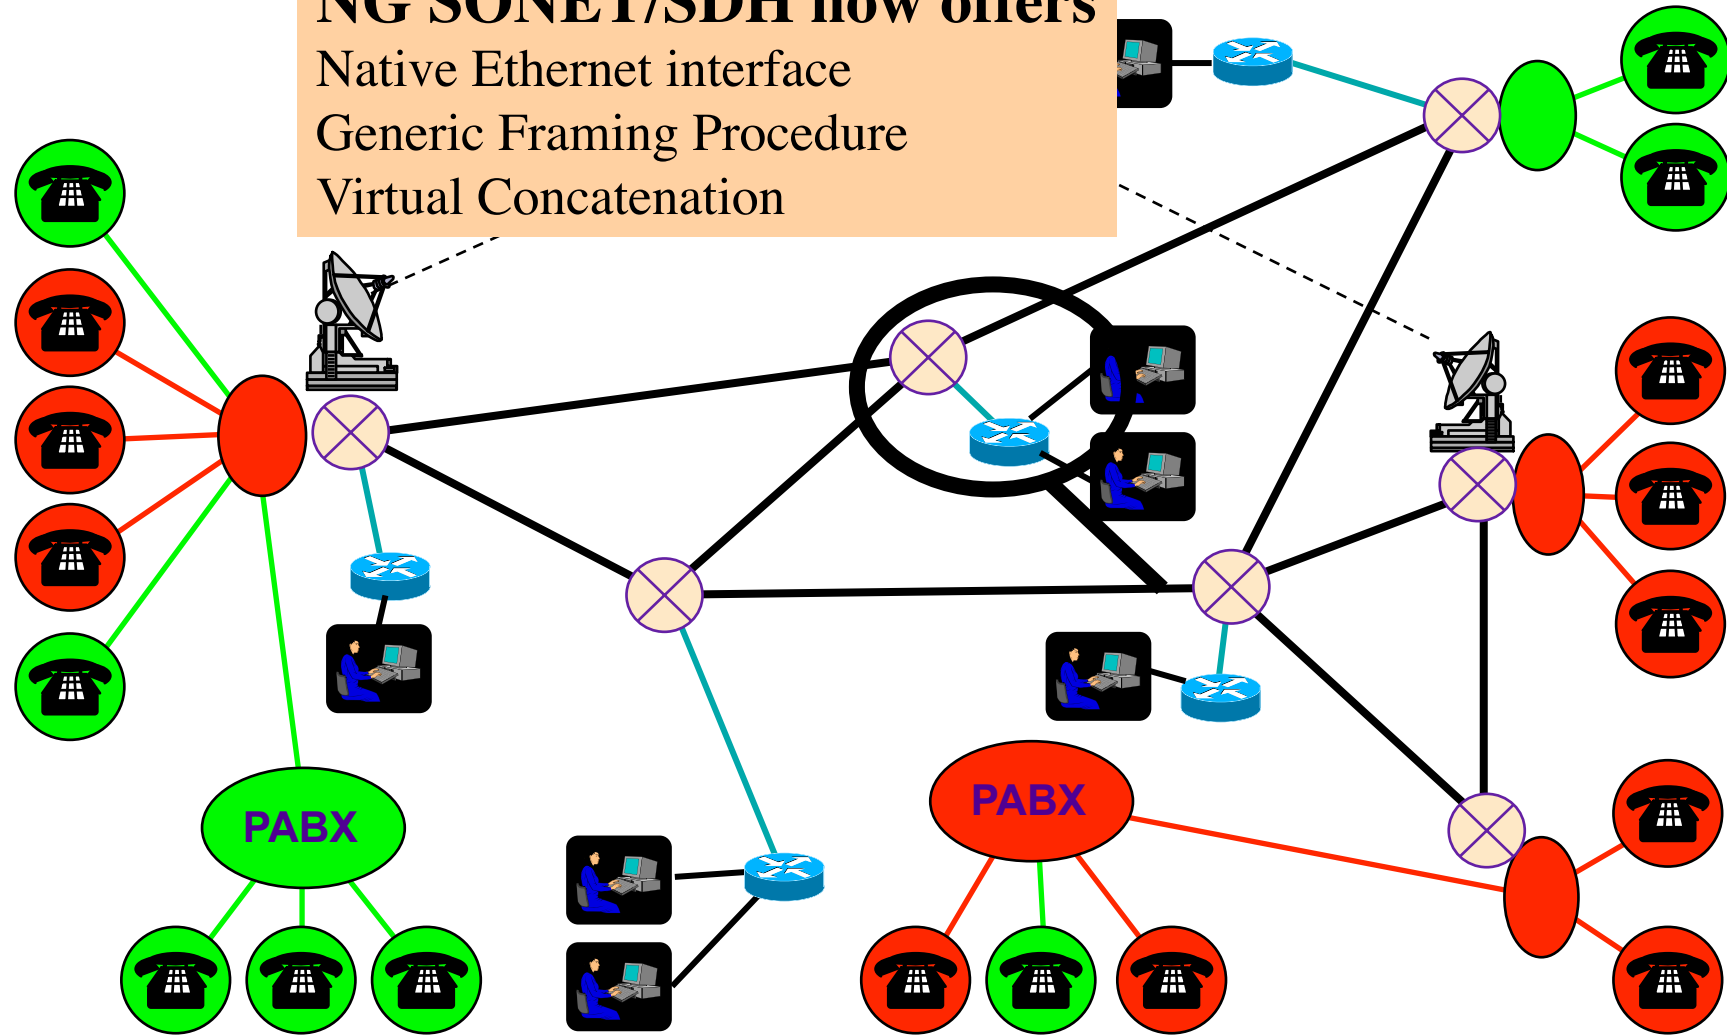 NG SONET/SDH now offers
Native Ethernet interface
Generic Framing Procedure
Virtual Concatenation
PABX
PABX